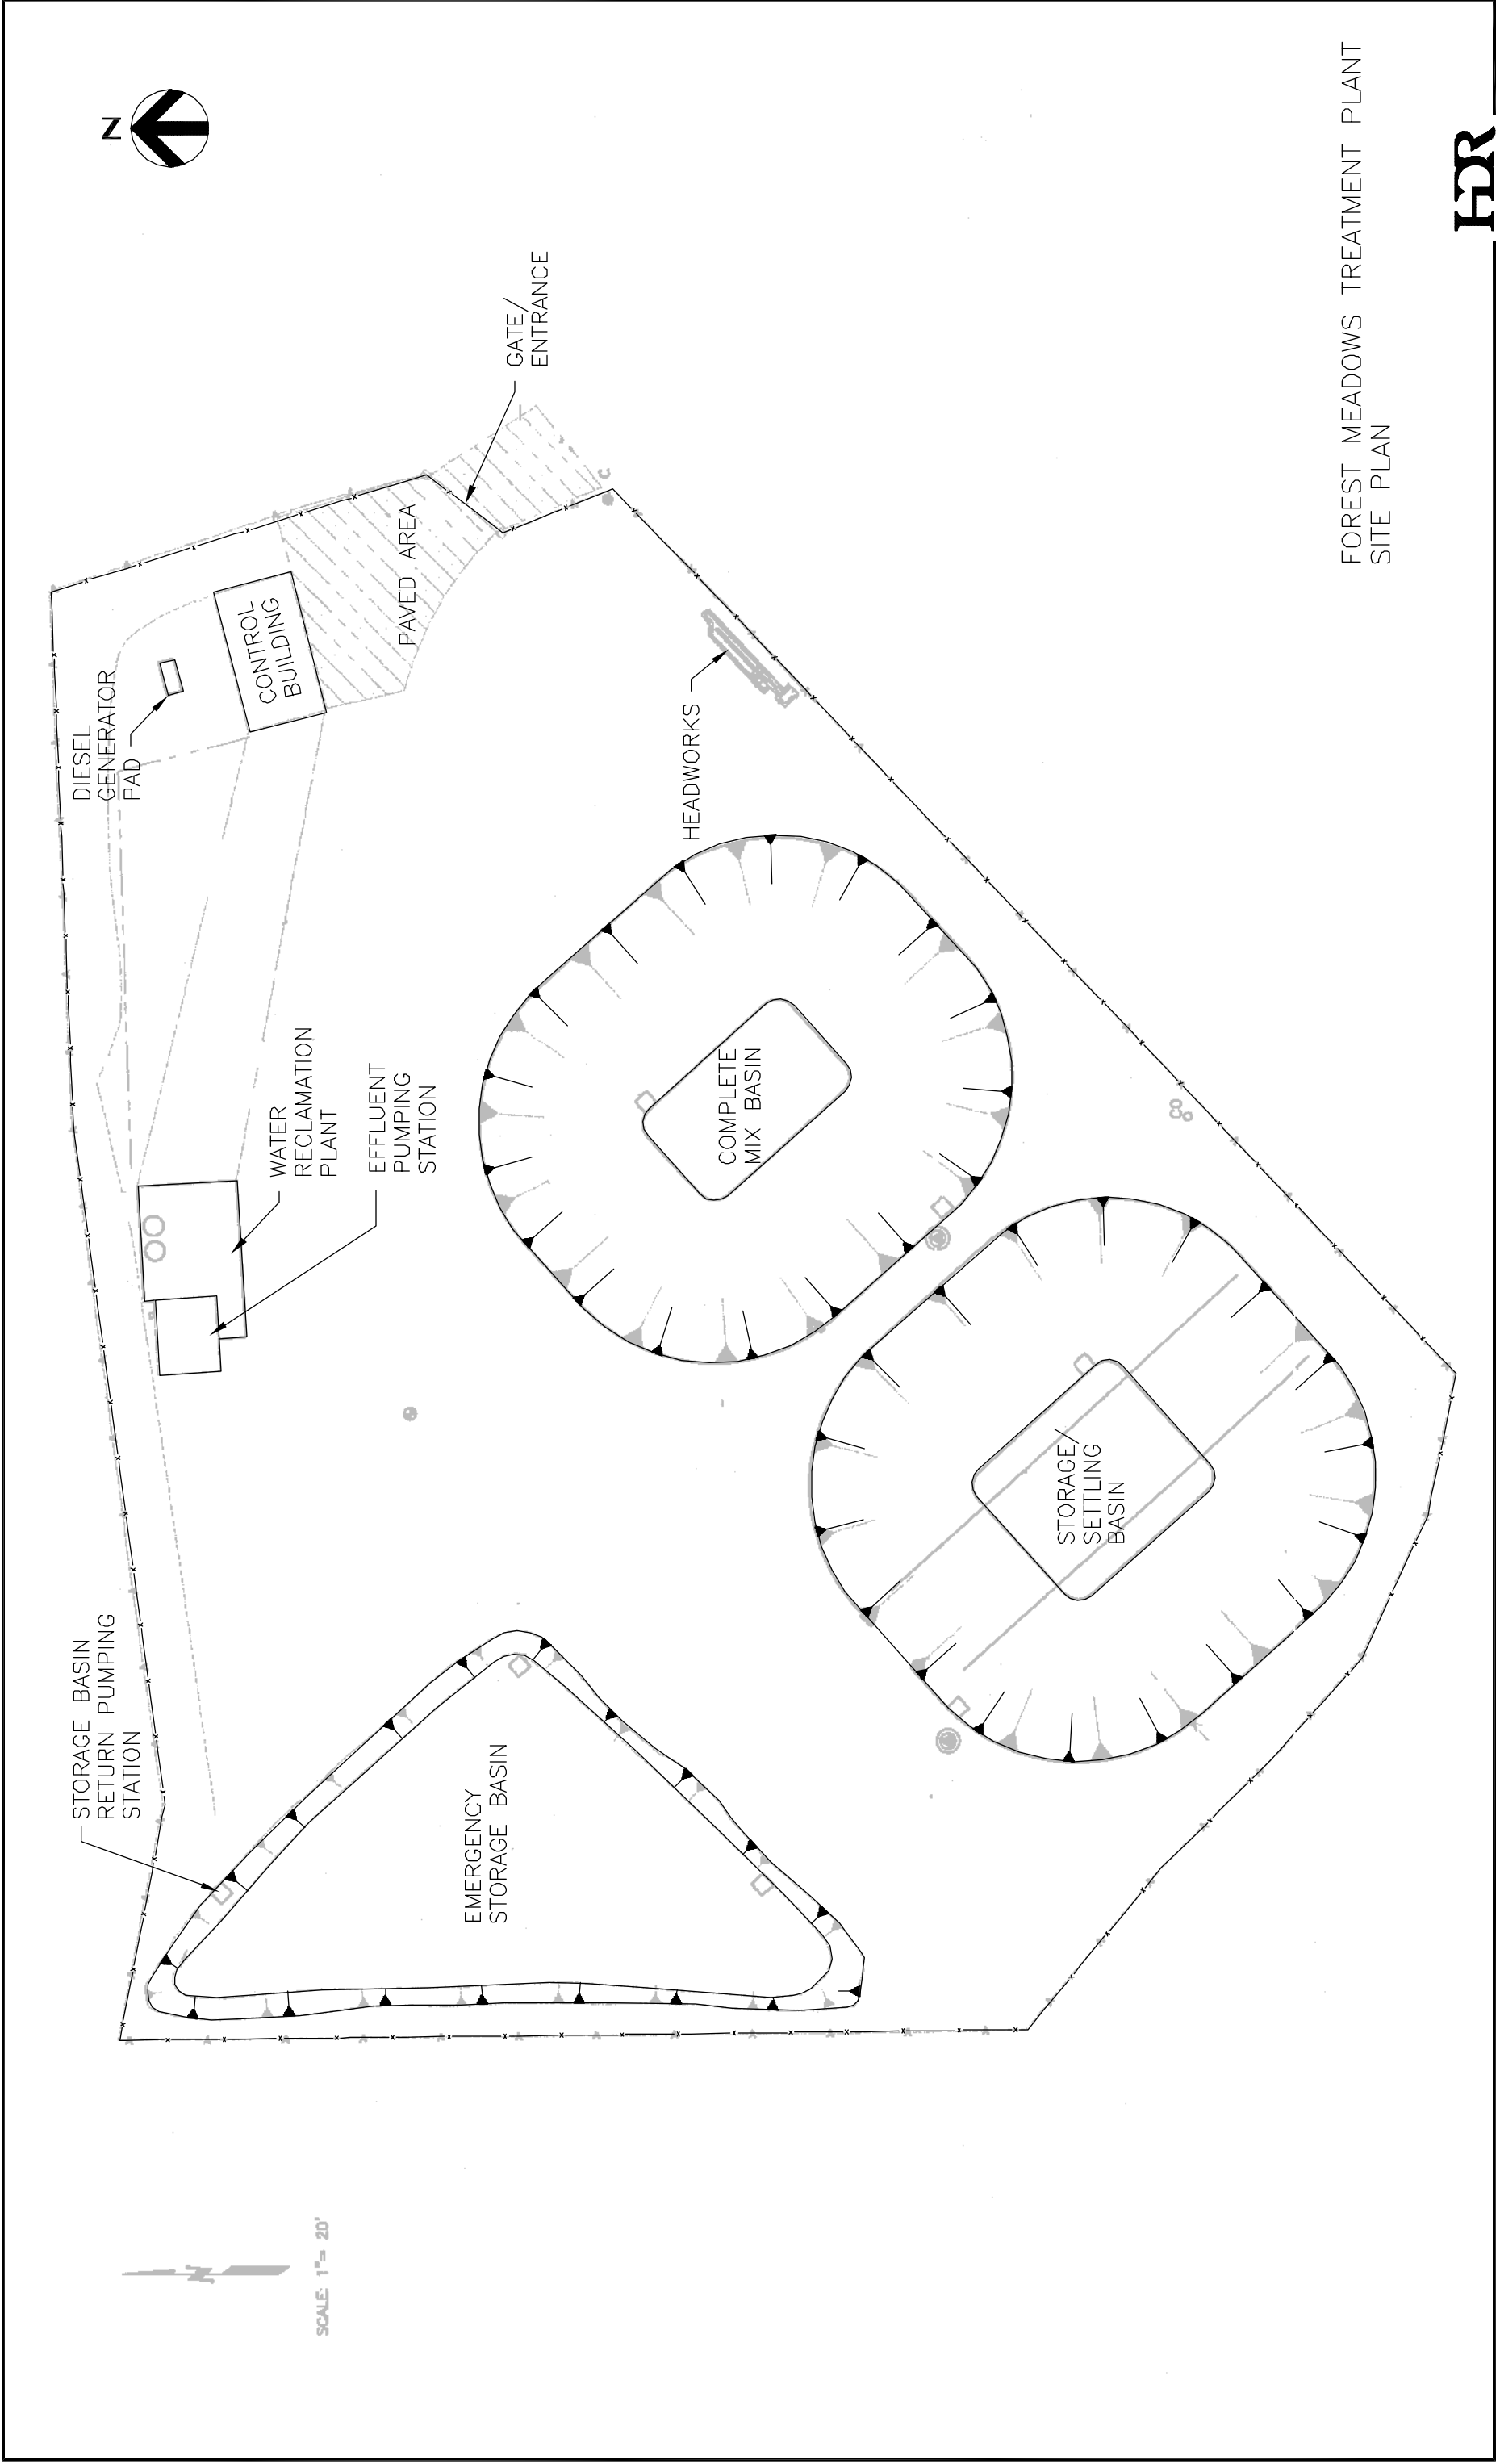 N
DIESEL
GENERATOR
PAD
CONTROL
BUILDING
PAVED AREA
GATE/
ENTRANCE
HEADWORKS
WATER
RECLAMATION
PLANT
EFFLUENT
PUMPING
STATION
COMPLETE
MIX BASIN
STORAGE/
SETTLING
BASIN
STORAGE BASIN
RETURN PUMPING
STATION
EMERGENCY
STORAGE BASIN
N
SCALE: 1"= 20'
FOREST MEADOWS TREATMENT PLANT
SITE PLAN
HDR